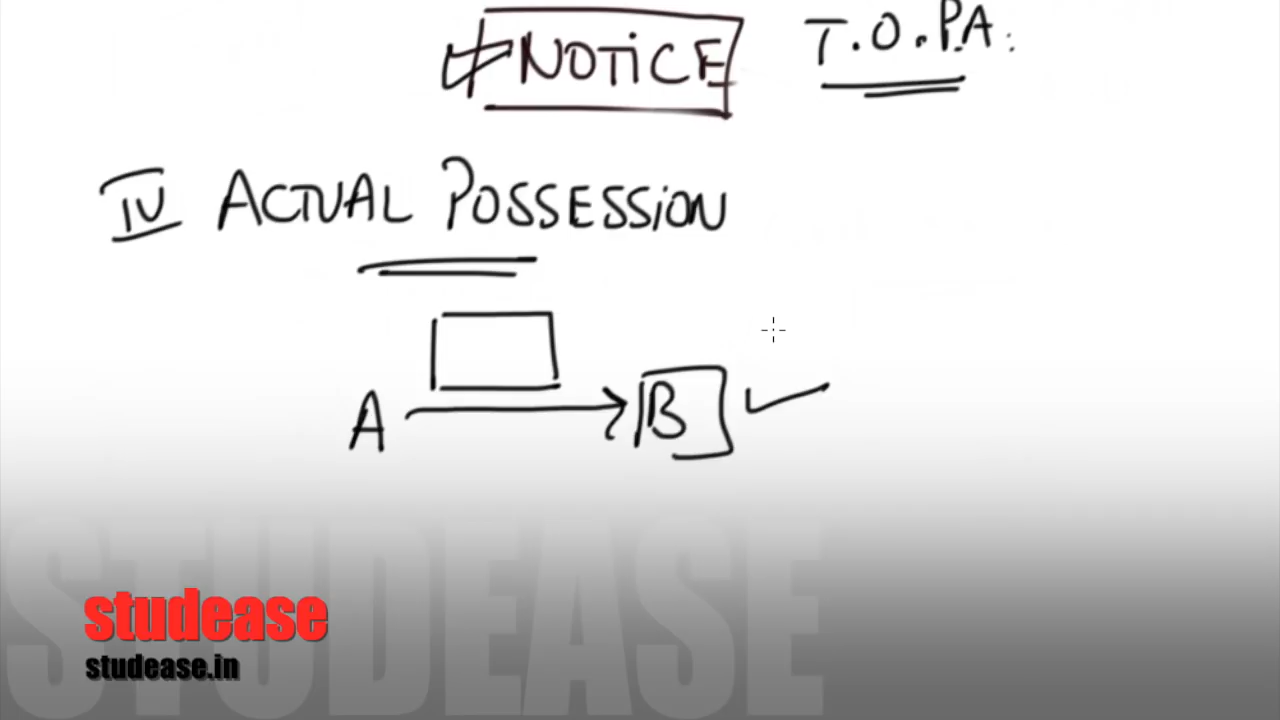 NOTiCE T.O.P.A.
IV ACTUAL POSSESSiON
A B
STUDEASE
studease
studease.in